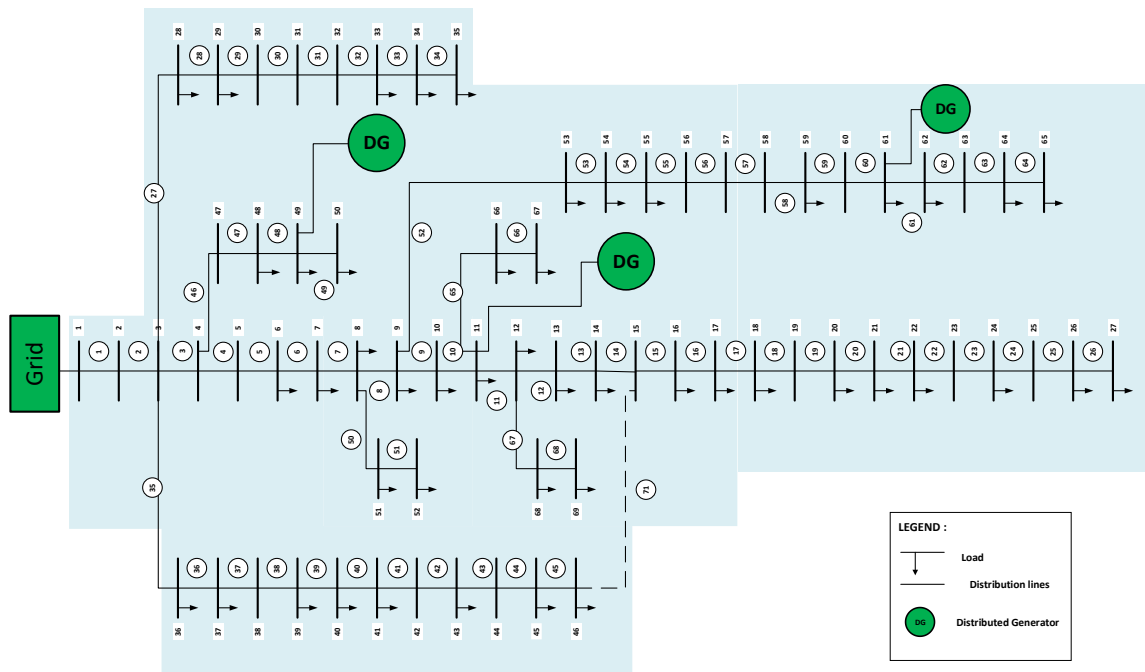 28 29 30 31 32 33 34 35
28 29 30 31 32 33 34
DG
DG
53 54 55 56 57 58 59 60 61 62 63 64 65
53 54 55 56 57 59 60 62 63 64
58 61
27
47 48 49 50
47 48
49
46
52
66 67
66
65
DG
Grid
1 2 3 4 5 6 7 8 9 10 11 12 13 14 15 16 17 18 19 20 21 22 23 24 25 26 27
1 2 3 4 5 6 7 9 10 13 14 15 16 17 18 19 20 21 22 23 24 25 26
8 11 12
50 51 67 68
35 71
51 52 68 69
36 37 38 39 40 41 42 43 44 45
36 37 38 39 40 41 42 43 44 45 46
LEGEND :
Load
Distribution lines
DG Distributed Generator